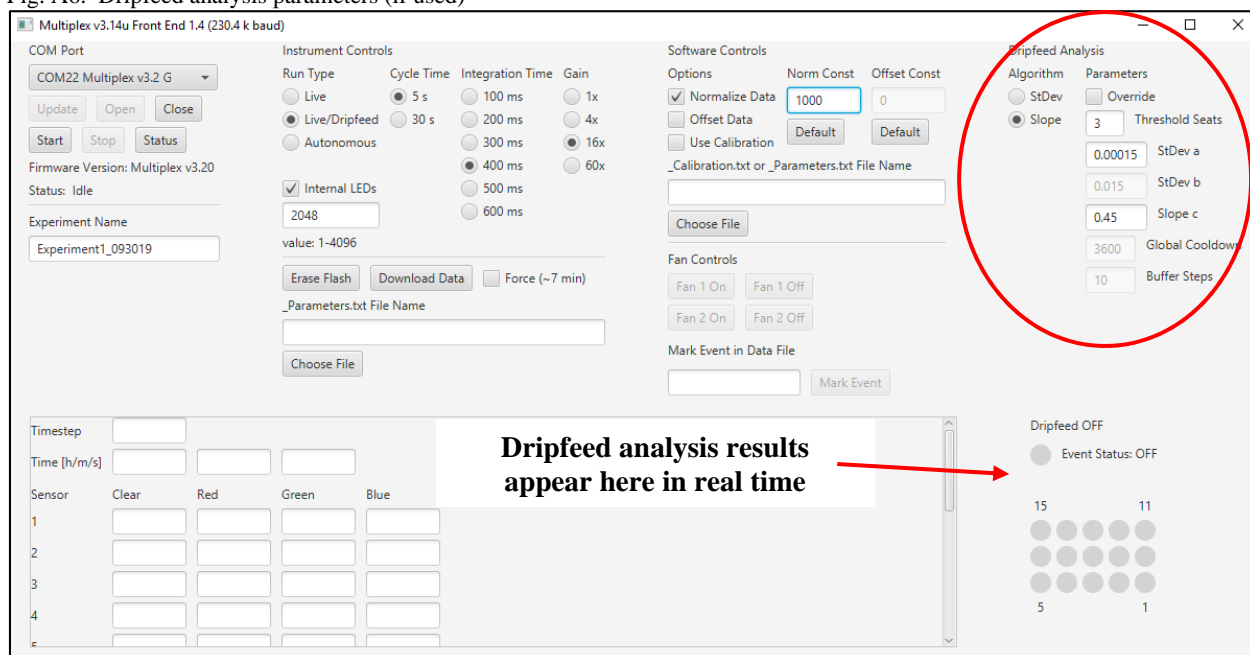 Fig. A6.  Dripfeed analysis parameters (if used)
Multiplex v3.14u Front End 1.4 (230.4 k baud)
COM Port
COM22 Multiplex v3.2 G
Update Open Close
Start Stop Status
Firmware Version: Multiplex v3.20
Status: Idle
Experiment Name
Experiment1_093019
Instrument Controls
Run Type Cycle Time Integration Time Gain
Live 5 s 100 ms 1x
Live/Dripfeed 30 s 200 ms 4x
Autonomous 300 ms 16x
400 ms 60x
Internal LEDs 500 ms
2048 600 ms
value: 1-4096
Erase Flash Download Data Force (~7 min)
_Parameters.txt File Name
Choose File
Software Controls
Options Norm Const Offset Const
Normalize Data 1000 0
Offset Data Default Default
Use Calibration
_Calibration.txt or _Parameters.txt File Name
Choose File
Fan Controls
Fan 1 On Fan 1 Off
Fan 2 On Fan 2 Off
Mark Event in Data File
Mark Event
Dripfeed Analysis
Algorithm Parameters
StDev Override
Slope 3 Threshold Seats
0.00015 StDev a
0.015 StDev b
0.45 Slope c
3600 Global Cooldown
10 Buffer Steps
Timestep
Time [h/m/s]
Sensor Clear Red Green Blue
1
2
3
4
Dripfeed analysis results
appear here in real time
Dripfeed OFF
Event Status: OFF
15 11
5 1